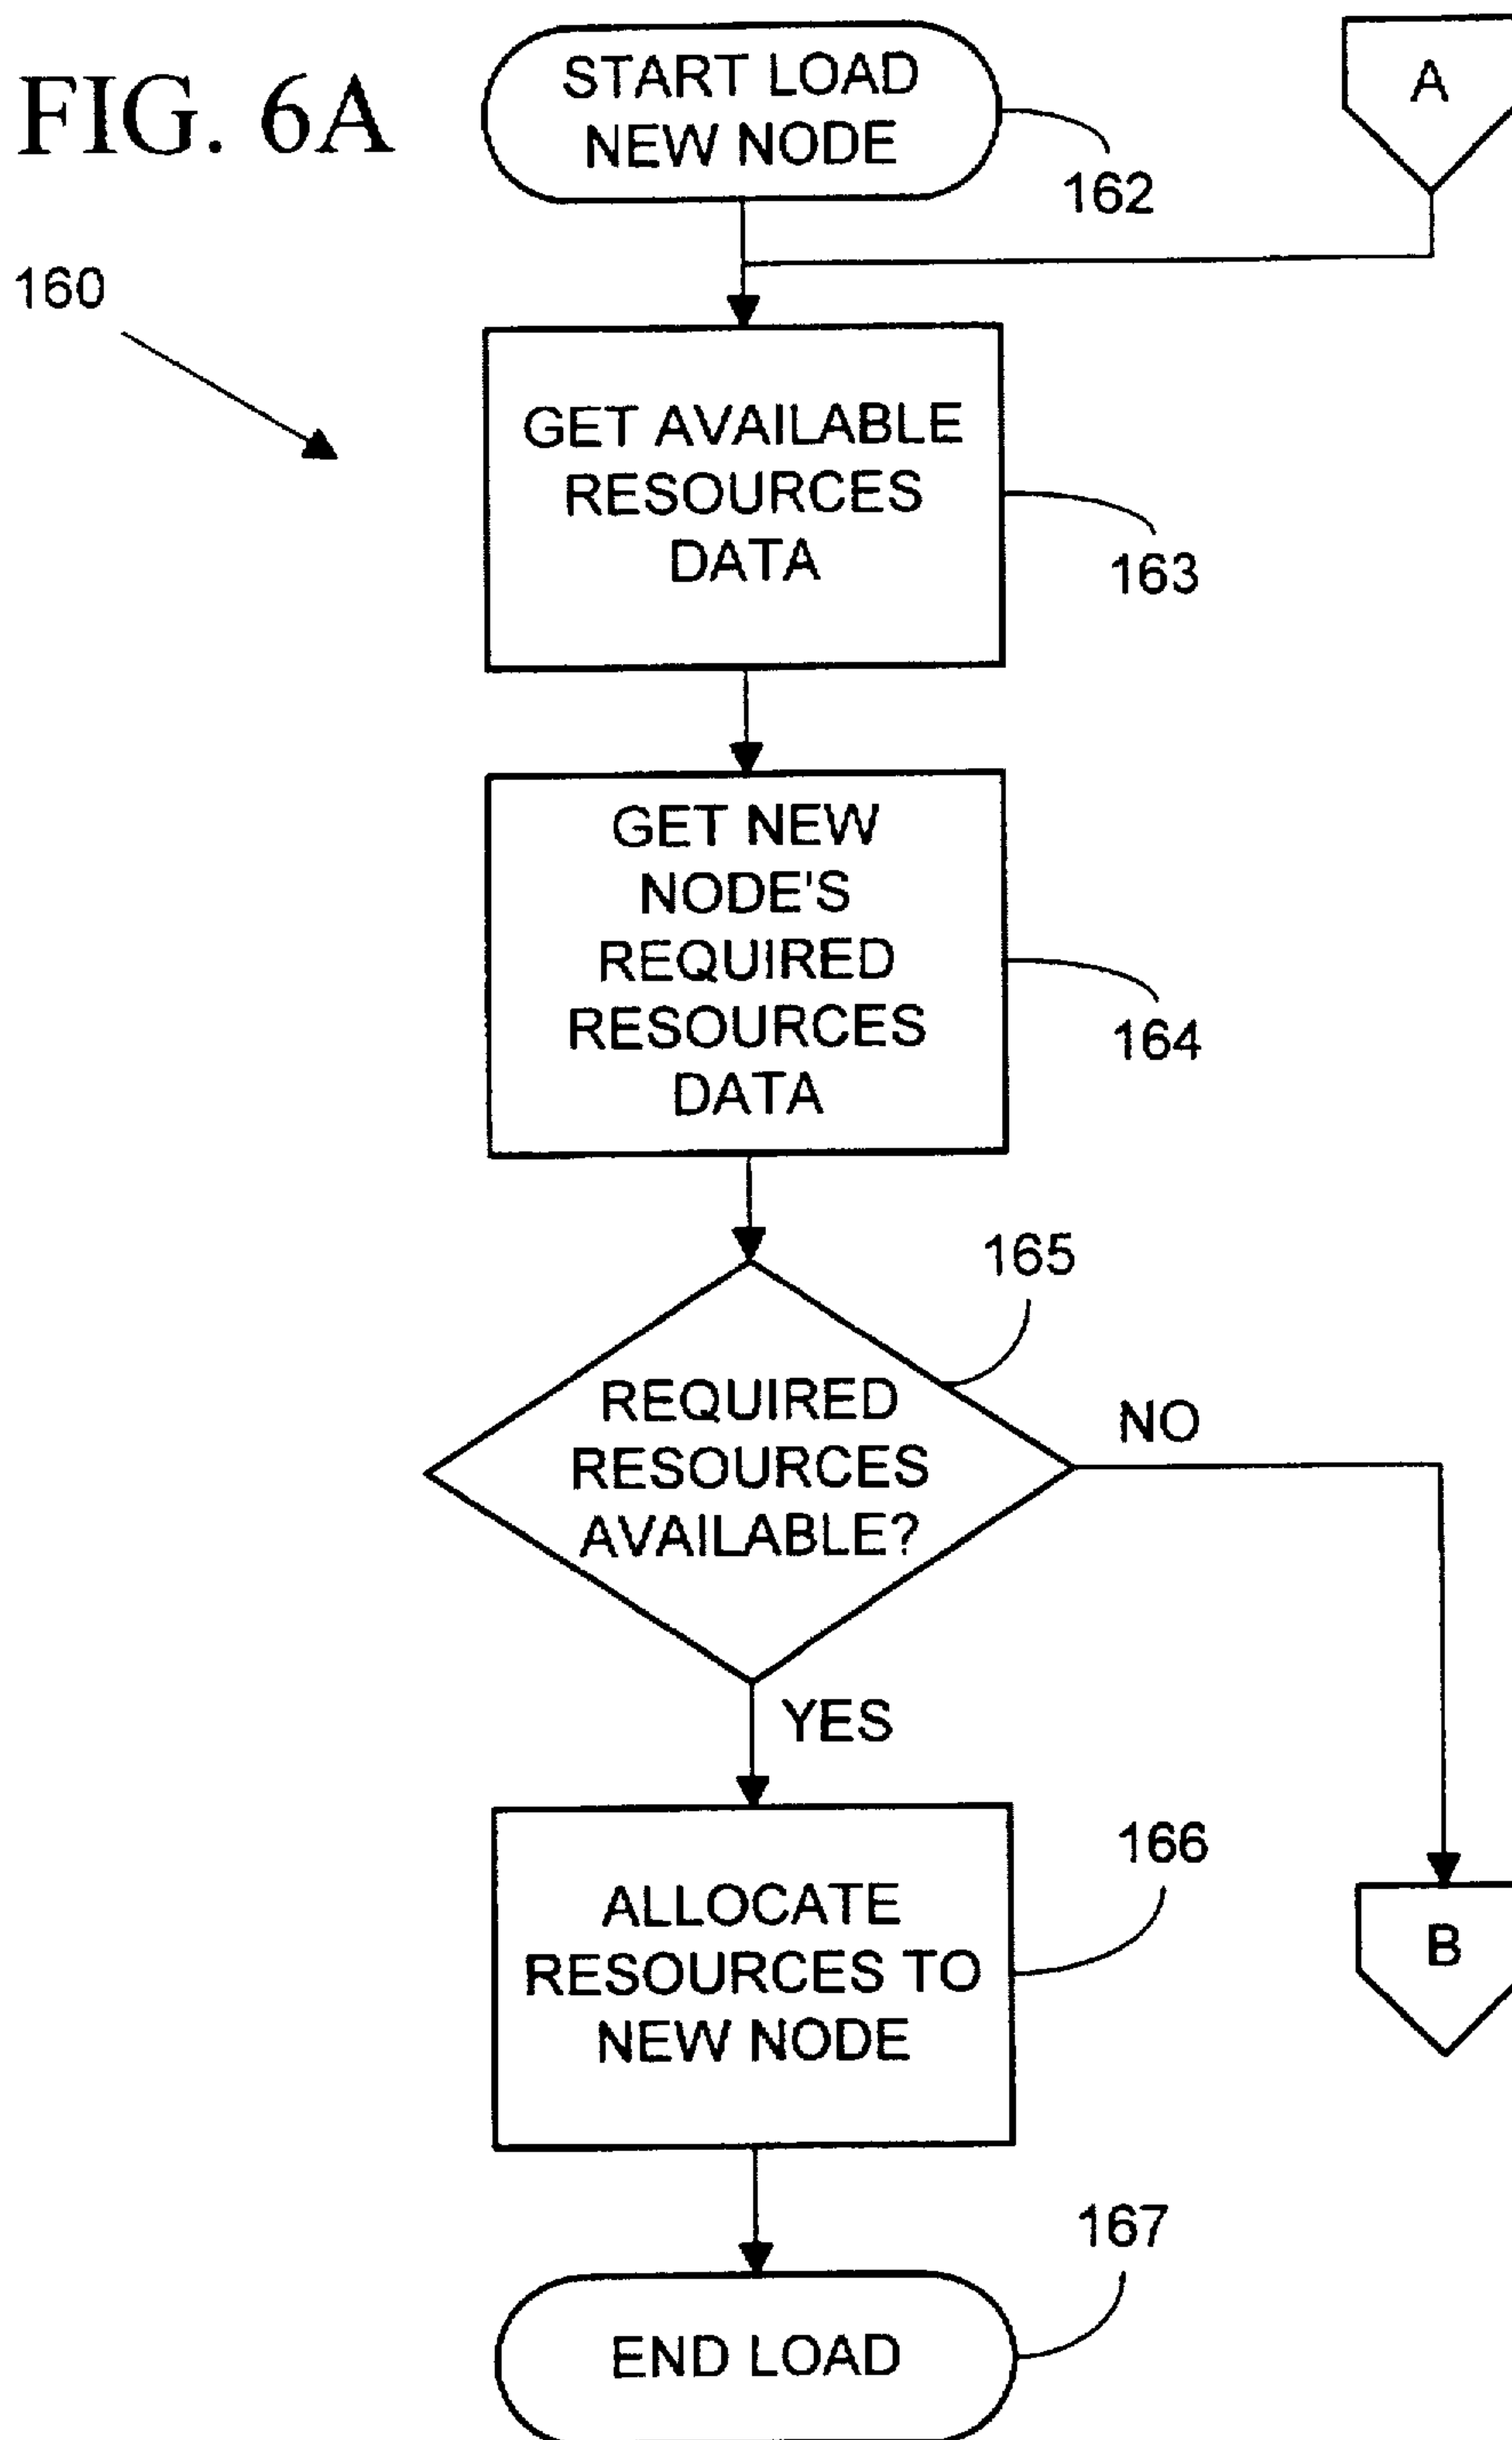 FIG. 6A
START LOAD
NEW NODE
162
A
160
GET AVAILABLE
RESOURCES
DATA
163
GET NEW
NODE'S
REQUIRED
RESOURCES
DATA
164
165
REQUIRED
RESOURCES
AVAILABLE?
NO
YES
166
ALLOCATE
RESOURCES TO
NEW NODE
B
167
END LOAD